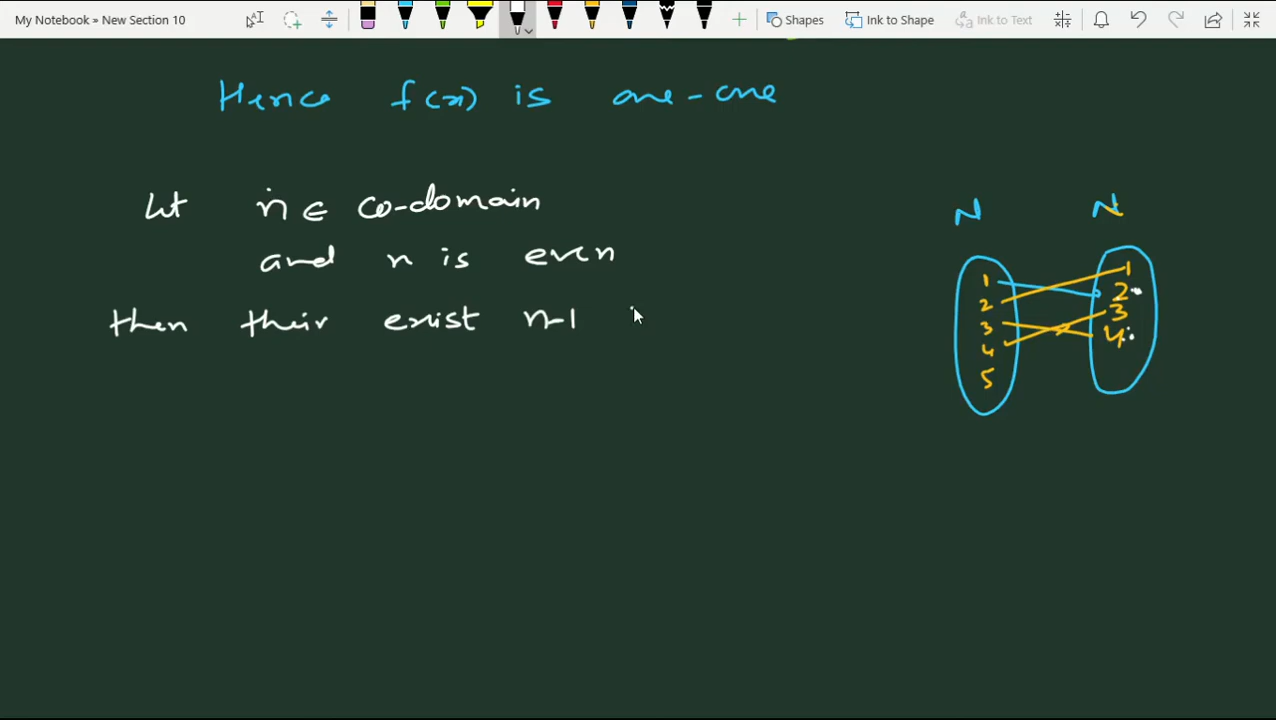 My Notebook » New Section 10
Shapes
Ink to Shape
Ink to Text
Hence f(x) is one-one
Let n ∈ co-domain
and n is even
then their exist n-1
N N
1 1
2 2
3 3
4 4
5